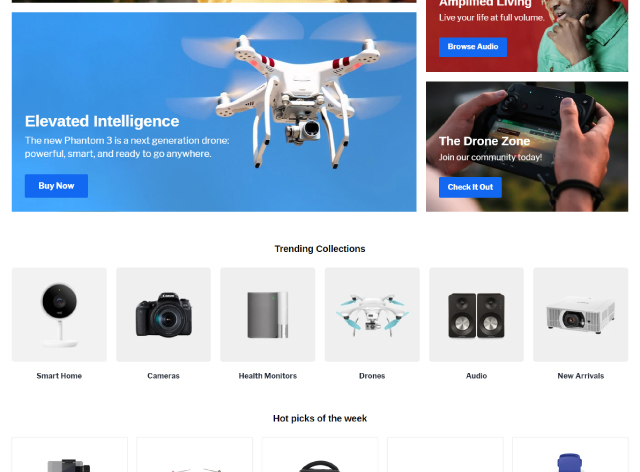 Amplified Living
Live your life at full volume.
Browse Audio
Elevated Intelligence
The new Phantom 3 is a next generation drone:
powerful, smart, and ready to go anywhere.
Buy Now
The Drone Zone
Join our community today!
Check It Out
Trending Collections
Canon
Smart Home
Cameras
Health Monitors
Drones
Audio
New Arrivals
Hot picks of the week